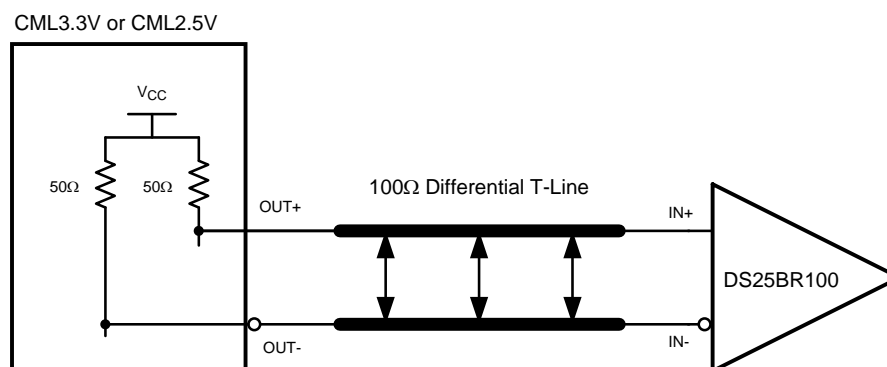 CML3.3V or CML2.5V
VCC
50Ω
50Ω
100Ω Differential T-Line
OUT+
IN+
DS25BR100
OUT-
IN-